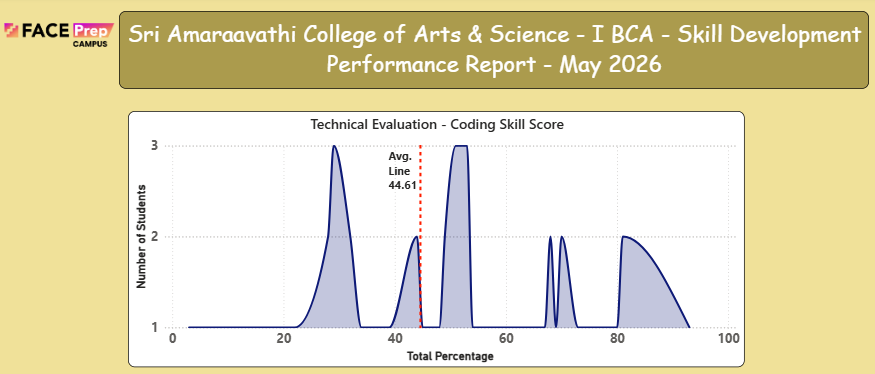 FACE Prep
CAMPUS
Sri Amaraavathi College of Arts & Science - I BCA - Skill Development
Performance Report - May 2026
Technical Evaluation - Coding Skill Score
3
2
1
Number of Students
Avg.
Line
44.61
0 20 40 60 80 100
Total Percentage